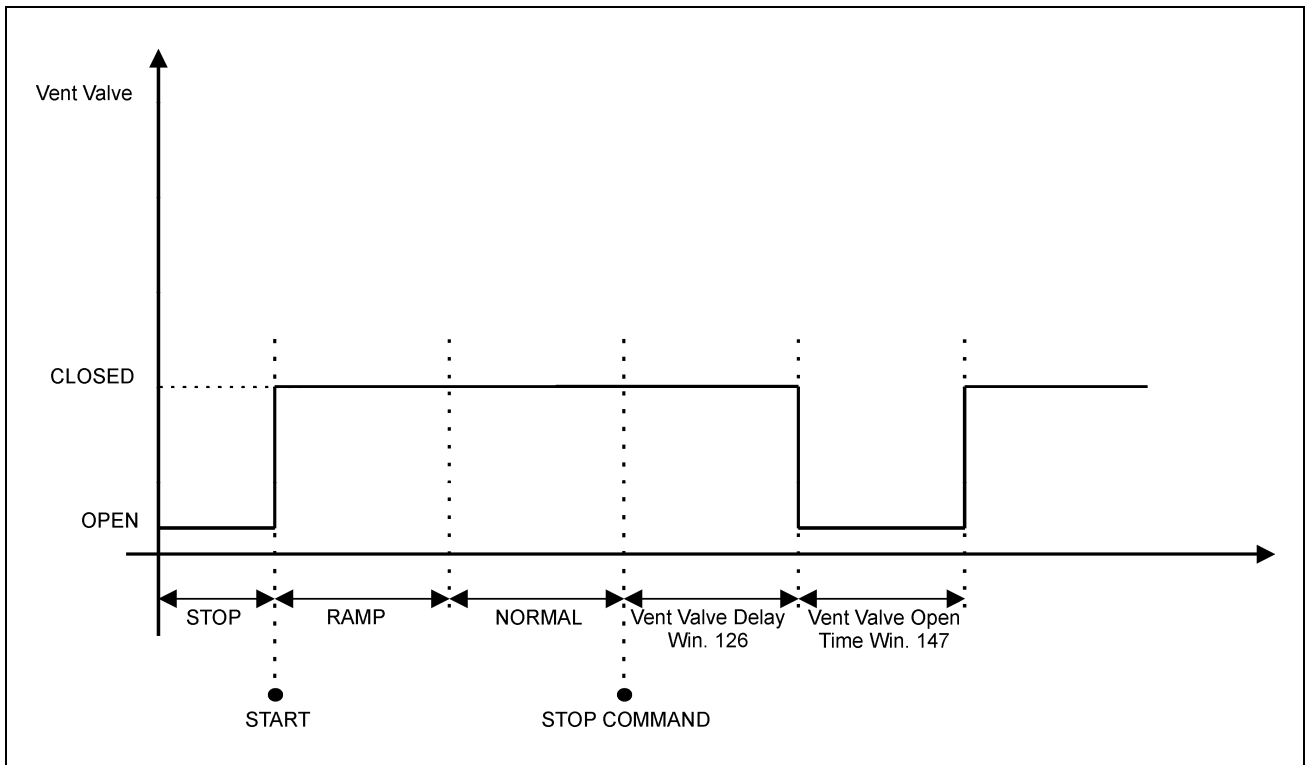 Vent Valve
CLOSED
OPEN
STOP
RAMP
NORMAL
Vent Valve Delay
Win. 126
Vent Valve Open
Time Win. 147
START
STOP COMMAND